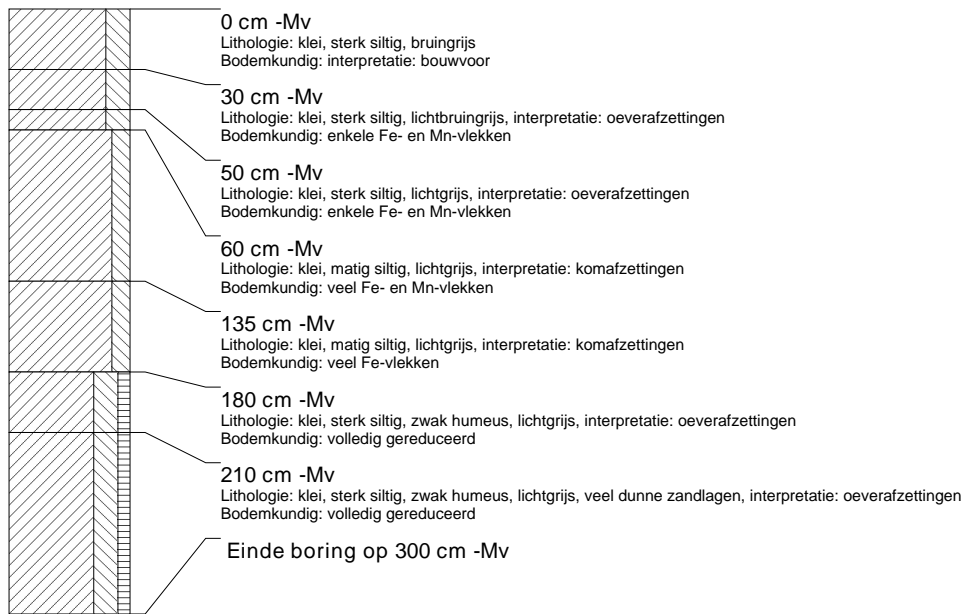 0 cm -Mv
Lithologie: klei, sterk siltig, bruingrijs
Bodemkundig: interpretatie: bouwvoor
30 cm -Mv
Lithologie: klei, sterk siltig, lichtbruingrijs, interpretatie: oeverafzettingen
Bodemkundig: enkele Fe- en Mn-vlekken
50 cm -Mv
Lithologie: klei, sterk siltig, lichtgrijs, interpretatie: oeverafzettingen
Bodemkundig: enkele Fe- en Mn-vlekken
60 cm -Mv
Lithologie: klei, matig siltig, lichtgrijs, interpretatie: komafzettingen
Bodemkundig: veel Fe- en Mn-vlekken
135 cm -Mv
Lithologie: klei, matig siltig, lichtgrijs, interpretatie: komafzettingen
Bodemkundig: veel Fe-vlekken
180 cm -Mv
Lithologie: klei, sterk siltig, zwak humeus, lichtgrijs, interpretatie: oeverafzettingen
Bodemkundig: volledig gereduceerd
210 cm -Mv
Lithologie: klei, sterk siltig, zwak humeus, lichtgrijs, veel dunne zandlagen, interpretatie: oeverafzettingen
Bodemkundig: volledig gereduceerd
Einde boring op 300 cm -Mv